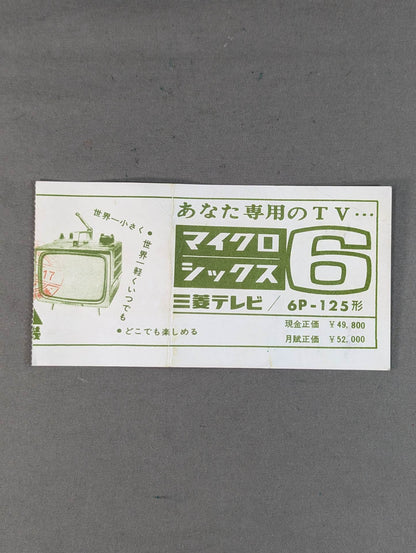 あなた専用のTV…
マイクロ
シックス
6
三菱テレビ/6P-125形
現金正価 ¥49,800
月賦正価 ¥52,000
世界一小さく
●世界一軽くいつでも
●どこでも楽しめる
17